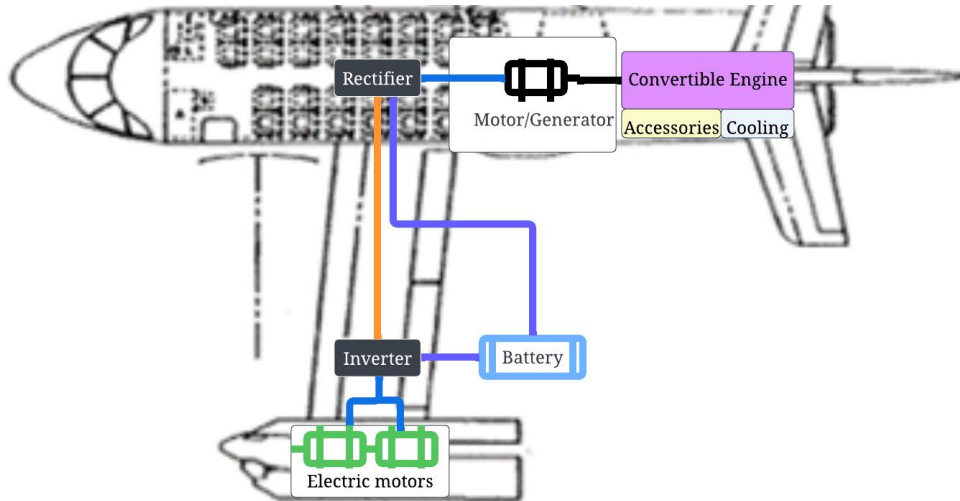 Rectifier
Convertible Engine
Motor/Generator
Accessories
Cooling
Inverter
Battery
Electric motors